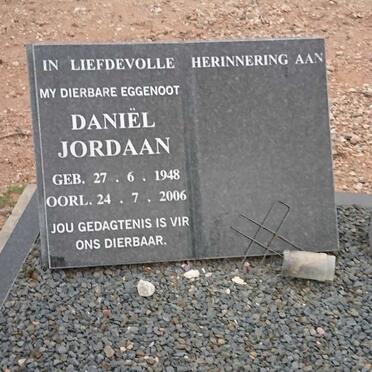 IN LIEFDEVOLLE HERINNERING AAN
MY DIERBARE EGGENOOT
DANIËL
JORDAAN
GEB. 27 . 6 . 1948
OORL. 24 . 7 . 2006
JOU GEDAGTENIS IS VIR
ONS DIERBAAR.